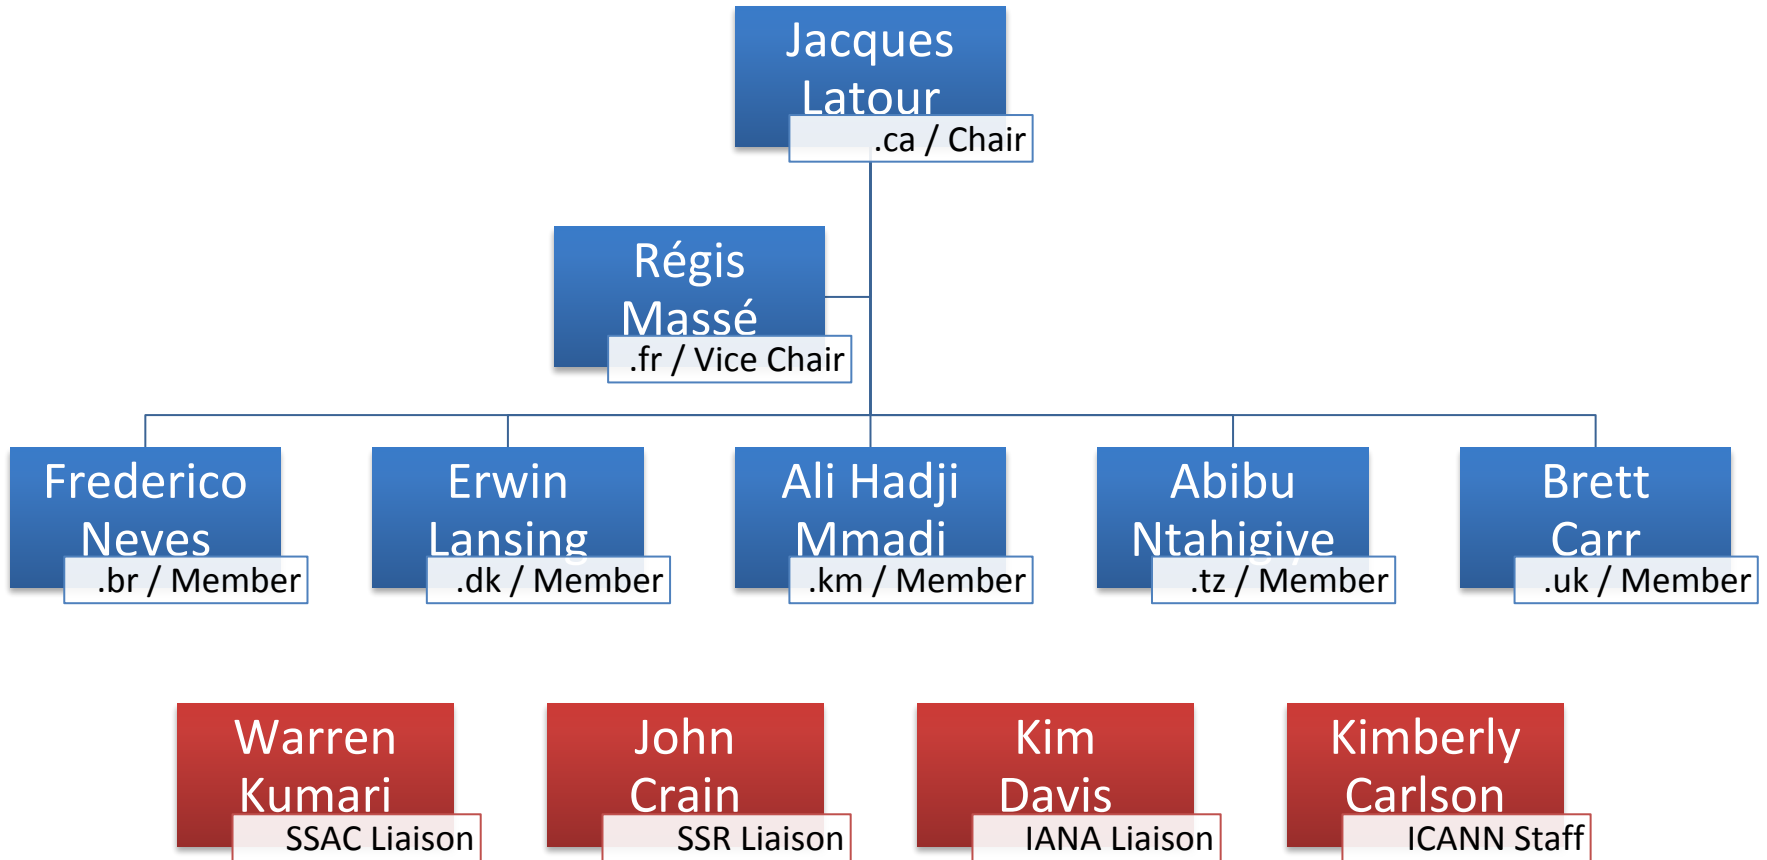 Jacques
Latour
.ca / Chair
Régis
Massé
.fr / Vice Chair
Frederico
Neves
.br / Member
Erwin
Lansing
.dk / Member
Ali Hadji
Mmadi
.km / Member
Abibu
Ntahigiye
.tz / Member
Brett
Carr
.uk / Member
Warren
Kumari
SSAC Liaison
John
Crain
SSR Liaison
Kim
Davis
IANA Liaison
Kimberly
Carlson
ICANN Staff